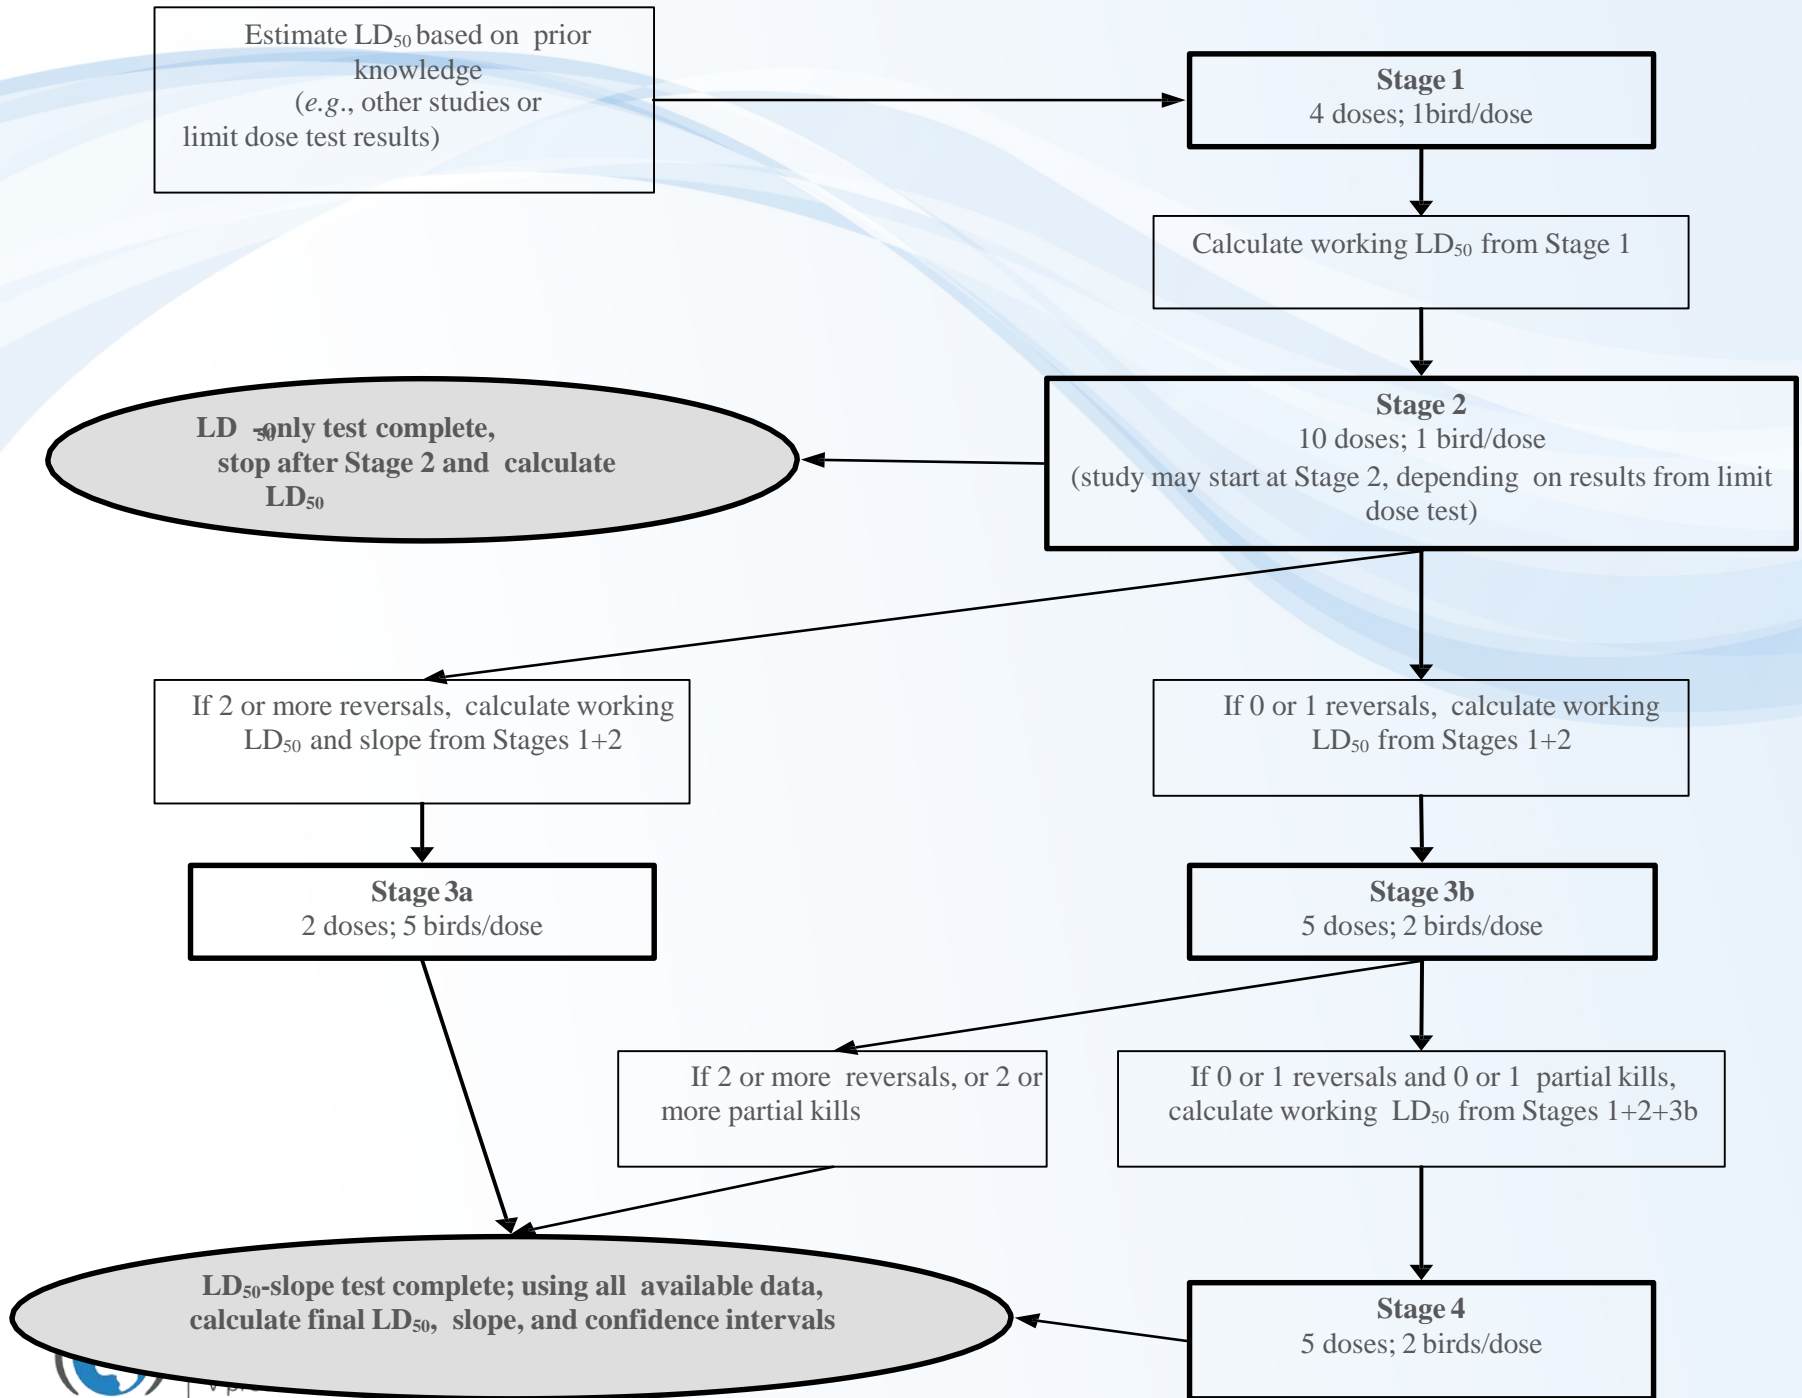 Estimate LD50 based on prior
knowledge
(e.g., other studies or
limit dose test results)
Stage 1
4 doses; 1bird/dose
Calculate working LD50 from Stage 1
Stage 2
10 doses; 1 bird/dose
(study may start at Stage 2, depending on results from limit
dose test)
LD50-only test complete,
stop after Stage 2 and calculate
LD50
If 2 or more reversals, calculate working
LD50 and slope from Stages 1+2
If 0 or 1 reversals, calculate working
LD50 from Stages 1+2
Stage 3a
2 doses; 5 birds/dose
Stage 3b
5 doses; 2 birds/dose
If 2 or more reversals, or 2 or
more partial kills
If 0 or 1 reversals and 0 or 1 partial kills,
calculate working LD50 from Stages 1+2+3b
LD50-slope test complete; using all available data,
calculate final LD50, slope, and confidence intervals
Stage 4
5 doses; 2 birds/dose